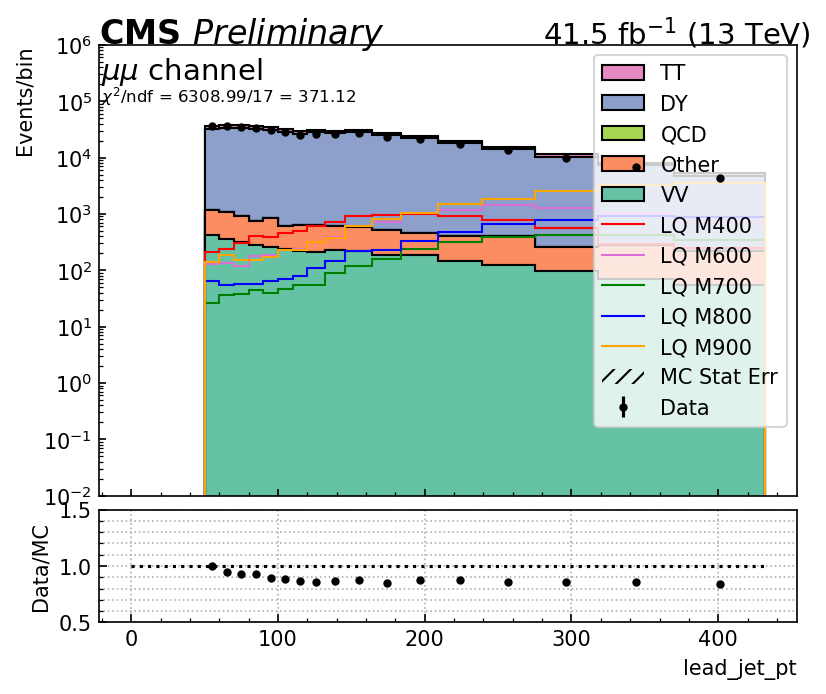 CMS Preliminary 41.5 fb⁻¹ (13 TeV)
μμ channel
χ²/ndf = 6308.99/17 = 371.12
Events/bin
10⁶
10⁵
10⁴
10³
10²
10¹
10⁰
10⁻¹
10⁻²
TT
DY
QCD
Other
VV
LQ M400
LQ M600
LQ M700
LQ M800
LQ M900
MC Stat Err
Data
Data/MC
1.5
1.0
0.5
0 100 200 300 400
lead_jet_pt